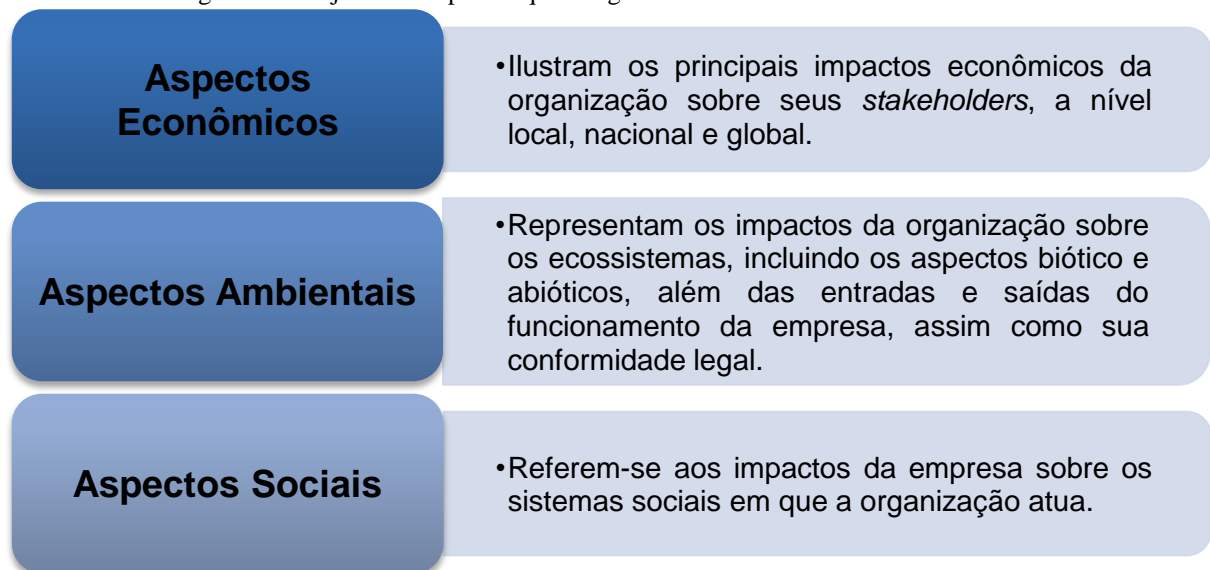 Aspectos
Econômicos
•Ilustram os principais impactos econômicos da
organização sobre seus stakeholders, a nível
local, nacional e global.
Aspectos Ambientais
•Representam os impactos da organização sobre
os ecossistemas, incluindo os aspectos biótico e
abióticos, além das entradas e saídas do
funcionamento da empresa, assim como sua
conformidade legal.
Aspectos Sociais
•Referem-se aos impactos da empresa sobre os
sistemas sociais em que a organização atua.